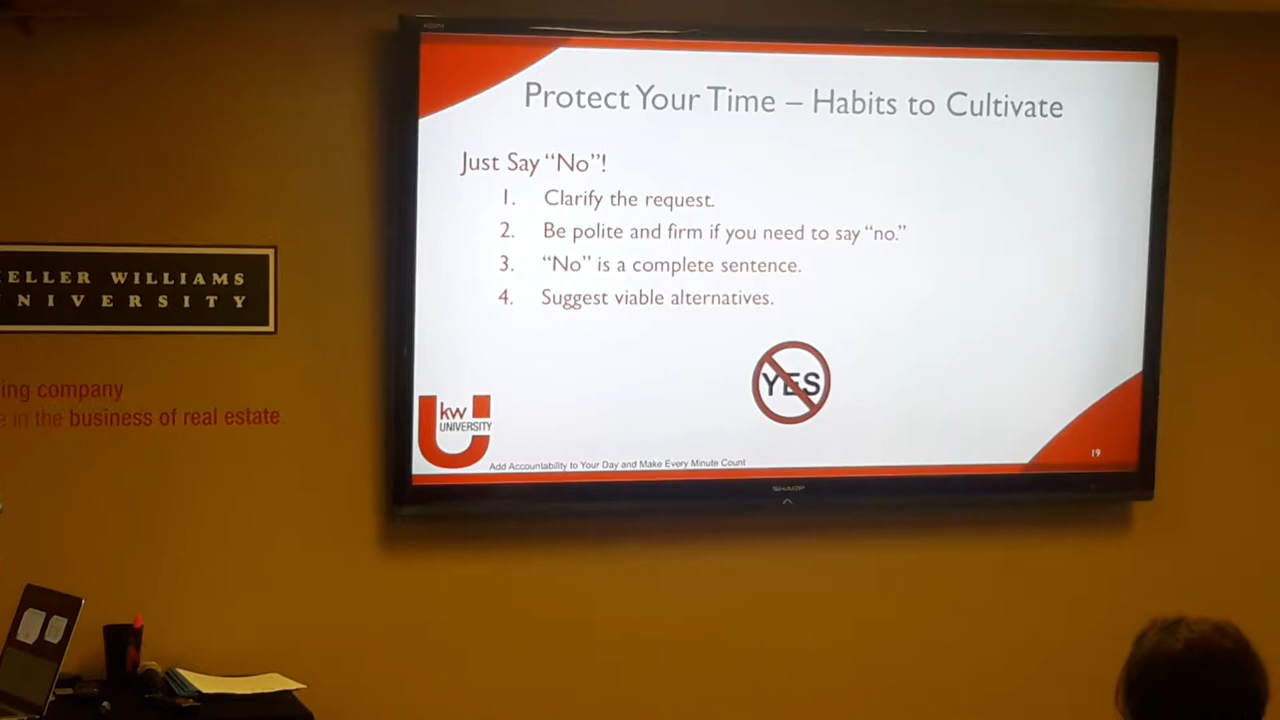 Protect Your Time – Habits to Cultivate
Just Say “No”!
1. Clarify the request.
2. Be polite and firm if you need to say “no.”
3. “No” is a complete sentence.
4. Suggest viable alternatives.
YES
kw
UNIVERSITY
Add Accountability to Your Day and Make Every Minute Count
19
SHARP
ELLER WILLIAMS
NIVERSITY
ing company
e in the business of real estate